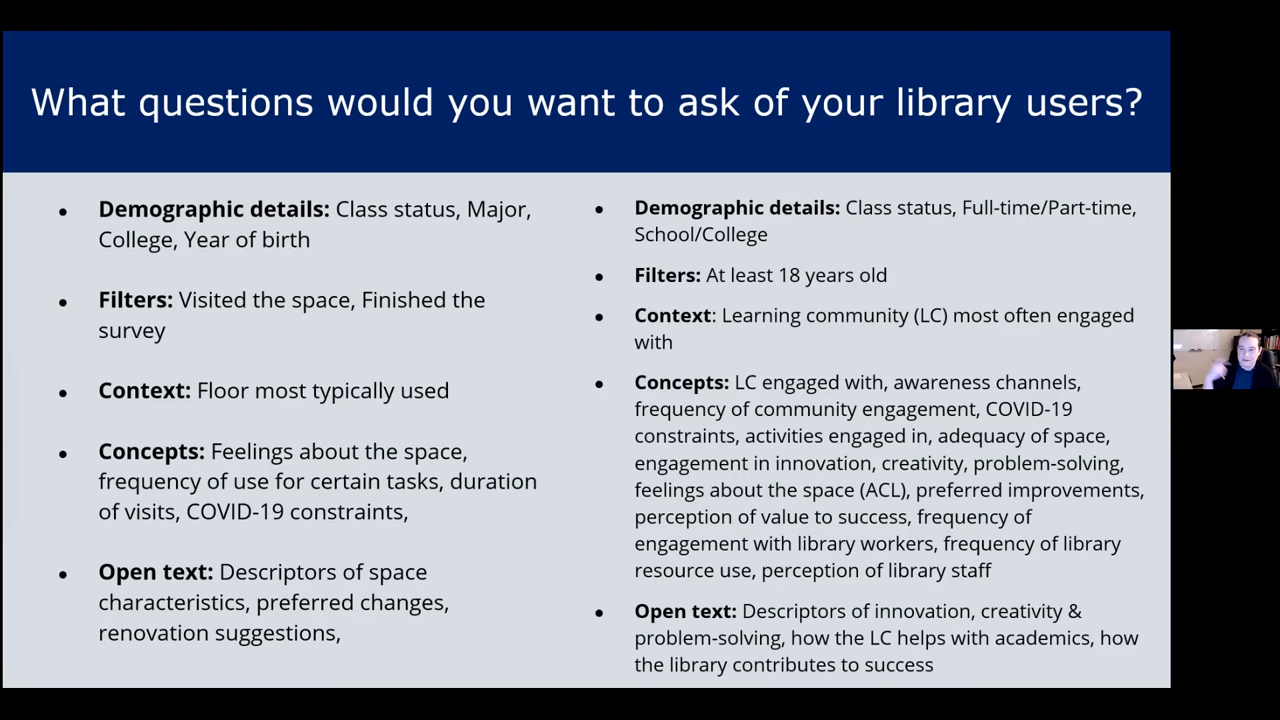 What questions would you want to ask of your library users?
● Demographic details: Class status, Major,
College, Year of birth
● Filters: Visited the space, Finished the
survey
● Context: Floor most typically used
● Concepts: Feelings about the space,
frequency of use for certain tasks, duration
of visits, COVID-19 constraints,
● Open text: Descriptors of space
characteristics, preferred changes,
renovation suggestions,
● Demographic details: Class status, Full-time/Part-time,
School/College
● Filters: At least 18 years old
● Context: Learning community (LC) most often engaged
with
● Concepts: LC engaged with, awareness channels,
frequency of community engagement, COVID-19
constraints, activities engaged in, adequacy of space,
engagement in innovation, creativity, problem-solving,
feelings about the space (ACL), preferred improvements,
perception of value to success, frequency of
engagement with library workers, frequency of library
resource use, perception of library staff
● Open text: Descriptors of innovation, creativity &
problem-solving, how the LC helps with academics, how
the library contributes to success